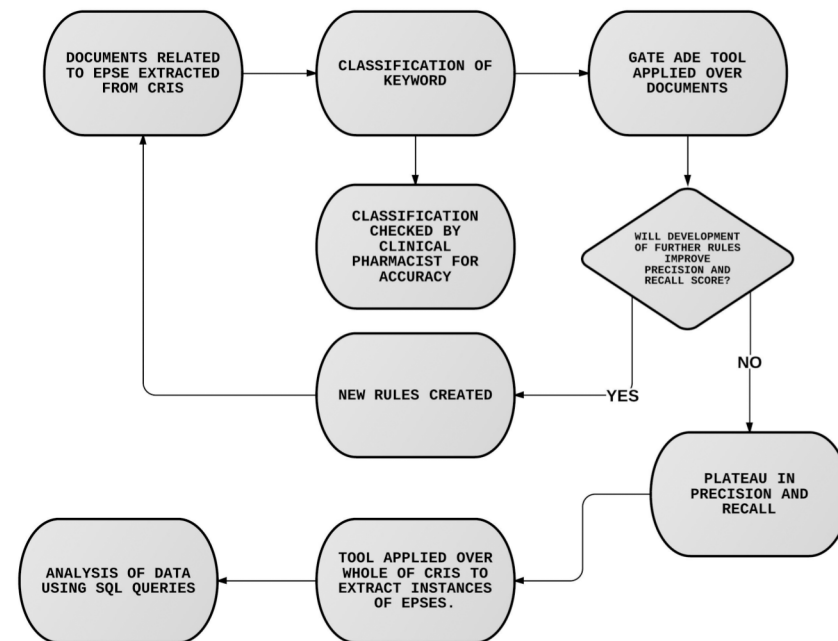 DOCUMENTS RELATED
TO EPSE EXTRACTED
FROM CRIS
CLASSIFICATION OF
KEYWORD
GATE ADE TOOL
APPLIED OVER
DOCUMENTS
CLASSIFICATION
CHECKED BY
CLINICAL
PHARMACIST FOR
ACCURACY
WILL DEVELOPMENT
OF FURTHER RULES
IMPROVE
PRECISION AND
RECALL SCORE?
NO
YES
NEW RULES CREATED
PLATEAU IN
PRECISION AND
RECALL
TOOL APPLIED OVER
WHOLE OF CRIS TO
EXTRACT INSTANCES
OF EPSES.
ANALYSIS OF DATA
USING SQL QUERIES